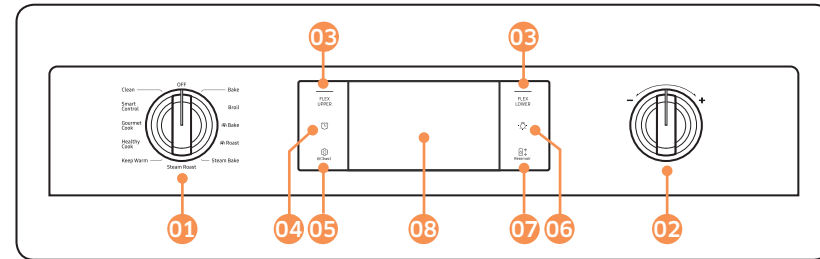 03
03
OFF
Clean
Bake
Smart
Control
Broil
Gourmet
Cook
Bake
Healthy
Cook
Roast
Keep Warm
Steam Bake
Steam Roast
FLEX
UPPER
FLEX
LOWER
Reservoir
-
+
01
04
05
08
07
06
02